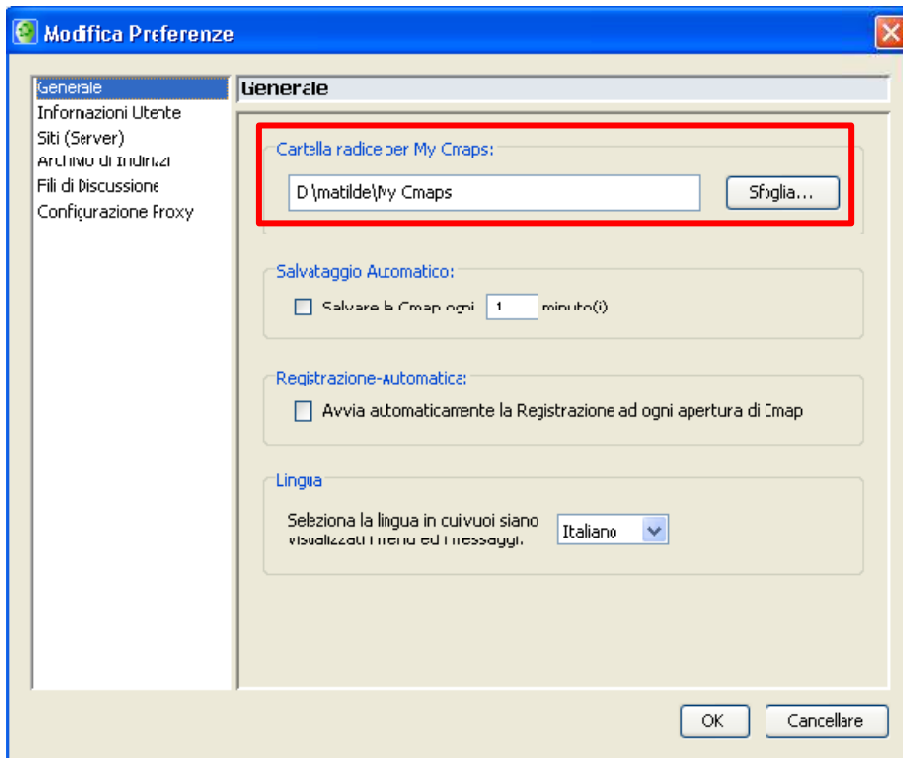 Modifica Preferenze
Generale
Informazioni Utente
Siti (Server)
Archivio di Indirizzi
Fili di Discussione
Configurazione Proxy
Generale
Cartella radice per My Cmaps:
D:\matilde\My Cmaps
Sfoglia...
Salvataggio Automatico:
Salvare la Cmap ogni 1 minuto(i)
Registrazione-Automatica:
Avvia automaticamente la Registrazione ad ogni apertura di Cmap
Lingua
Seleziona la lingua in cui vuoi siano
visualizzati i menu ed i messaggi.
Italiano
OK
Cancellare